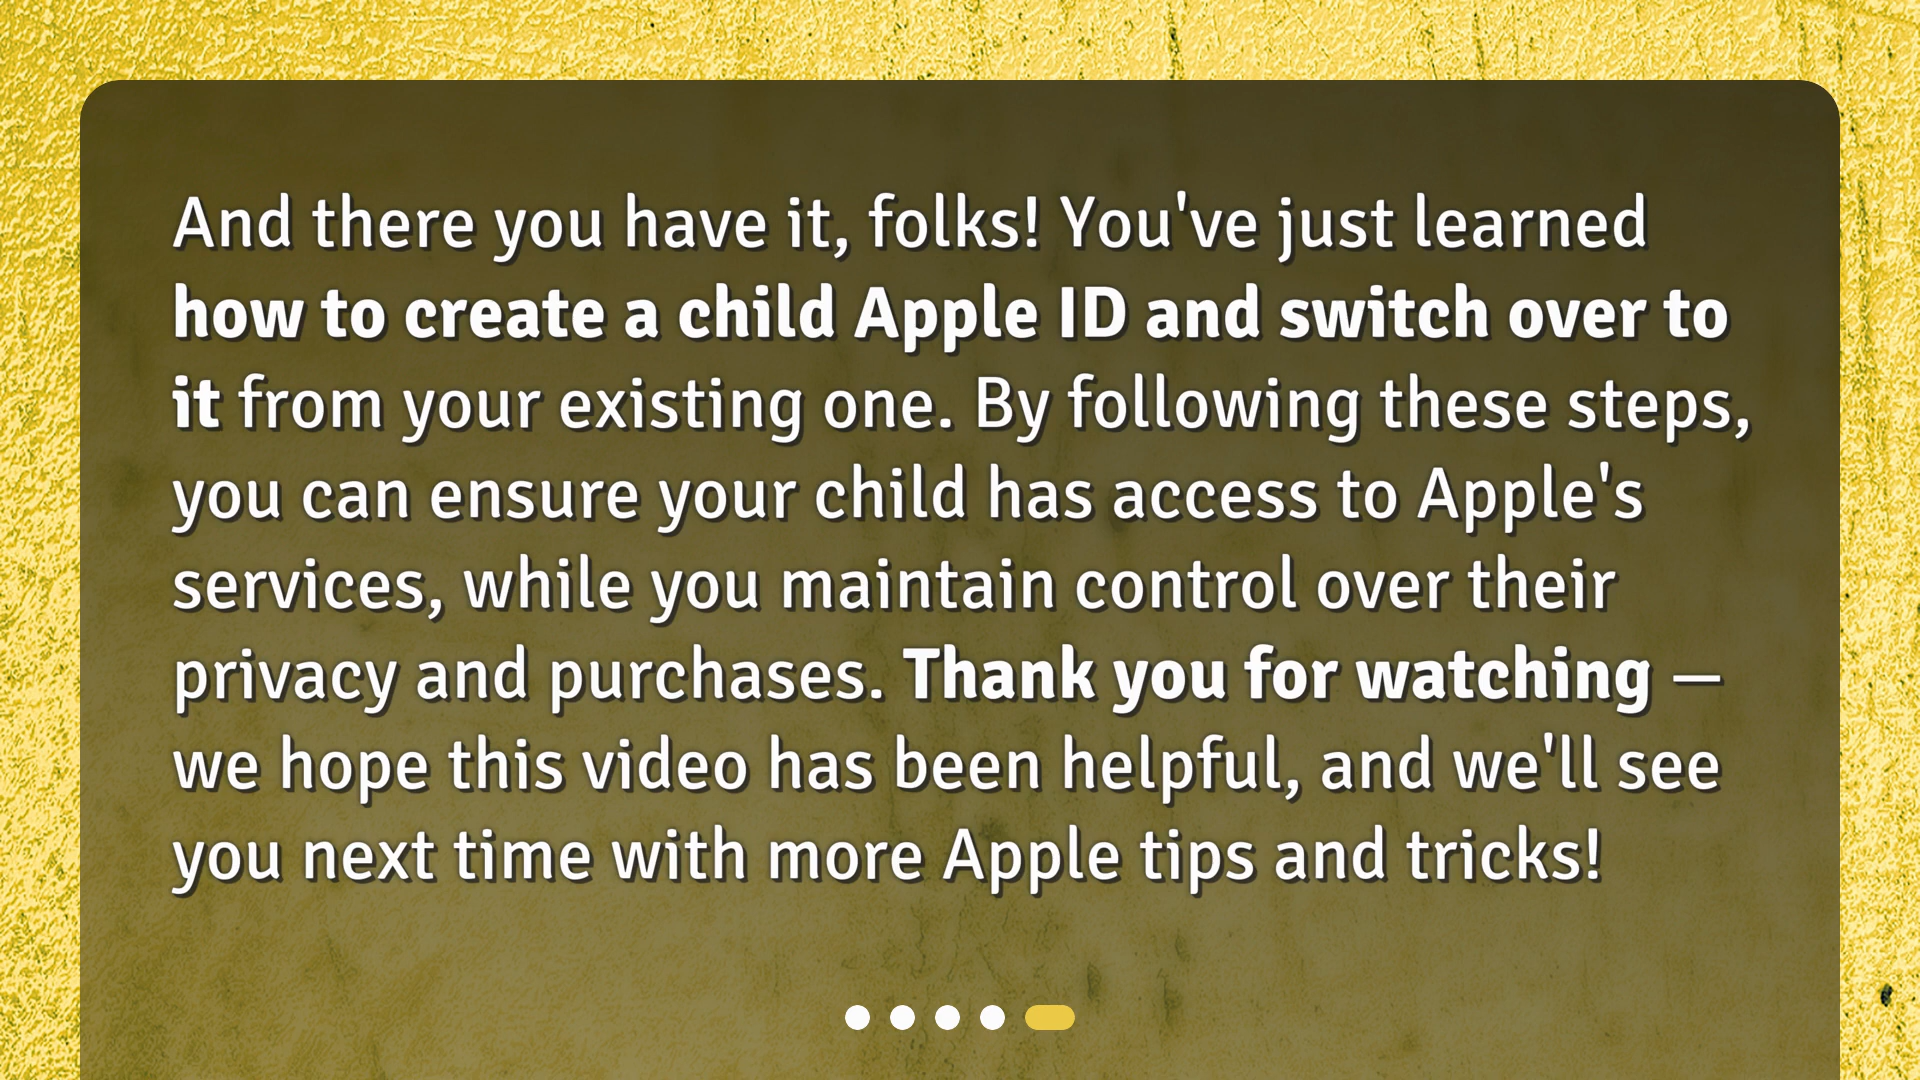 And there you have it, folks! You've just learned
how to create a child Apple ID and switch over to
it from your existing one. By following these steps,
you can ensure your child has access to Apple's
services, while you maintain control over their
privacy and purchases. Thank you for watching —
we hope this video has been helpful, and we'll see
you next time with more Apple tips and tricks!